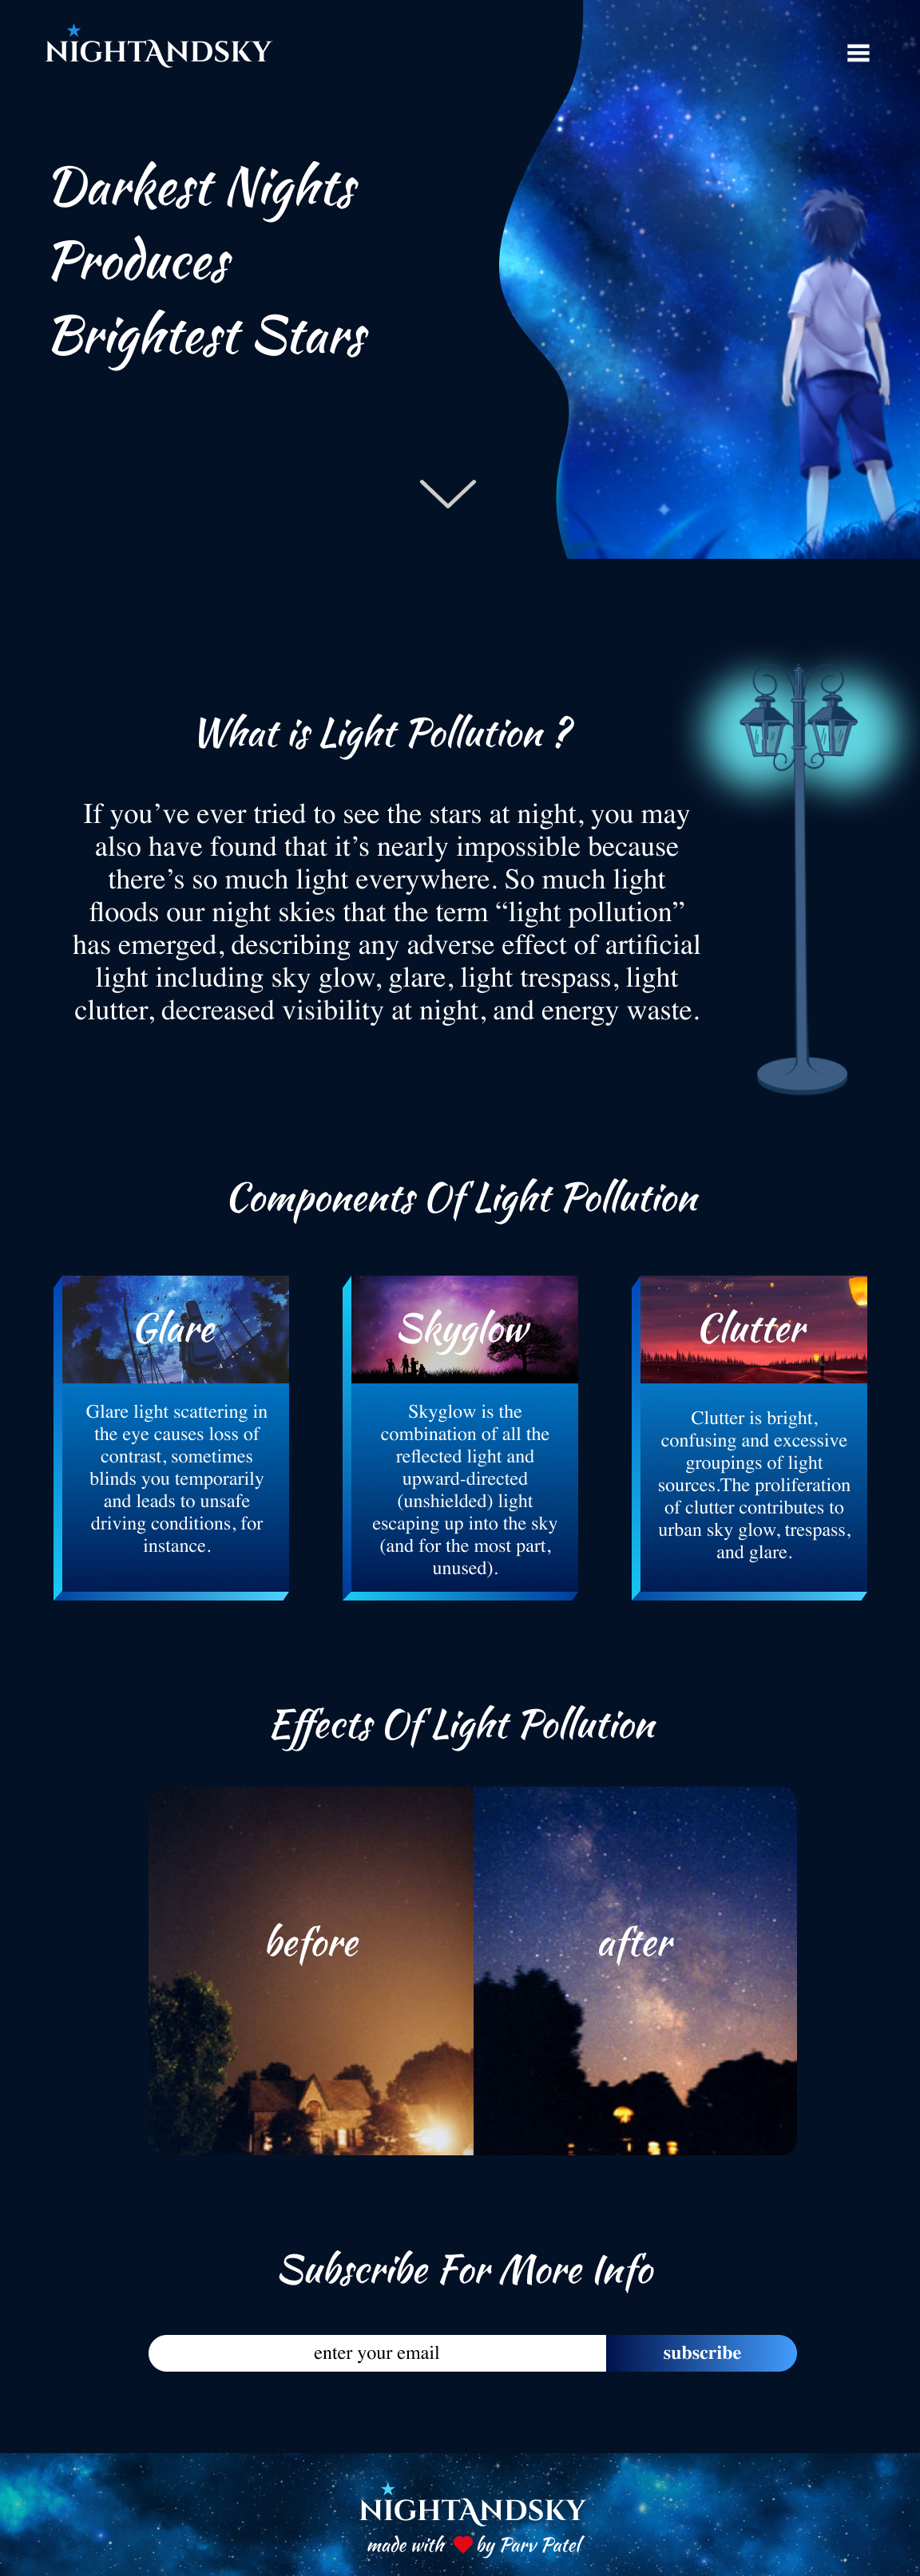 NIGHTANDSKY
Darkest Nights
Produces
Brightest Stars
What is Light Pollution ?
If you’ve ever tried to see the stars at night, you may
also have found that it’s nearly impossible because
there’s so much light everywhere. So much light
floods our night skies that the term “light pollution”
has emerged, describing any adverse effect of artificial
light including sky glow, glare, light trespass, light
clutter, decreased visibility at night, and energy waste.
Components Of Light Pollution
Glare
Glare light scattering in
the eye causes loss of
contrast, sometimes
blinds you temporarily
and leads to unsafe
driving conditions, for
instance.
Skyglow
Skyglow is the
combination of all the
reflected light and
upward-directed
(unshielded) light
escaping up into the sky
(and for the most part,
unused).
Clutter
Clutter is bright,
confusing and excessive
groupings of light
sources.The proliferation
of clutter contributes to
urban sky glow, trespass,
and glare.
Effects Of Light Pollution
before
after
Subscribe For More Info
enter your email
subscribe
NIGHTANDSKY
made with ❤ by Parv Patel